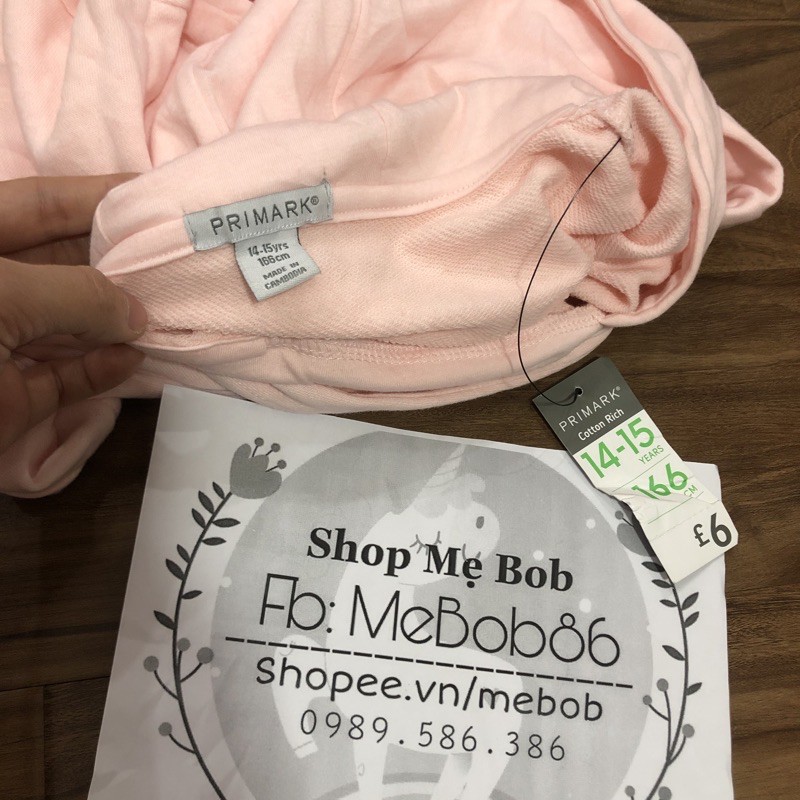 PRIMARK®
14-15yrs
166cm
MADE IN
CAMBODIA
PRIMARK®
Cotton Rich
14-15
YEARS
166
CM
£6
Shop Mẹ Bob
Fb: MeBob86
shopee.vn/mebob
0989.586.386